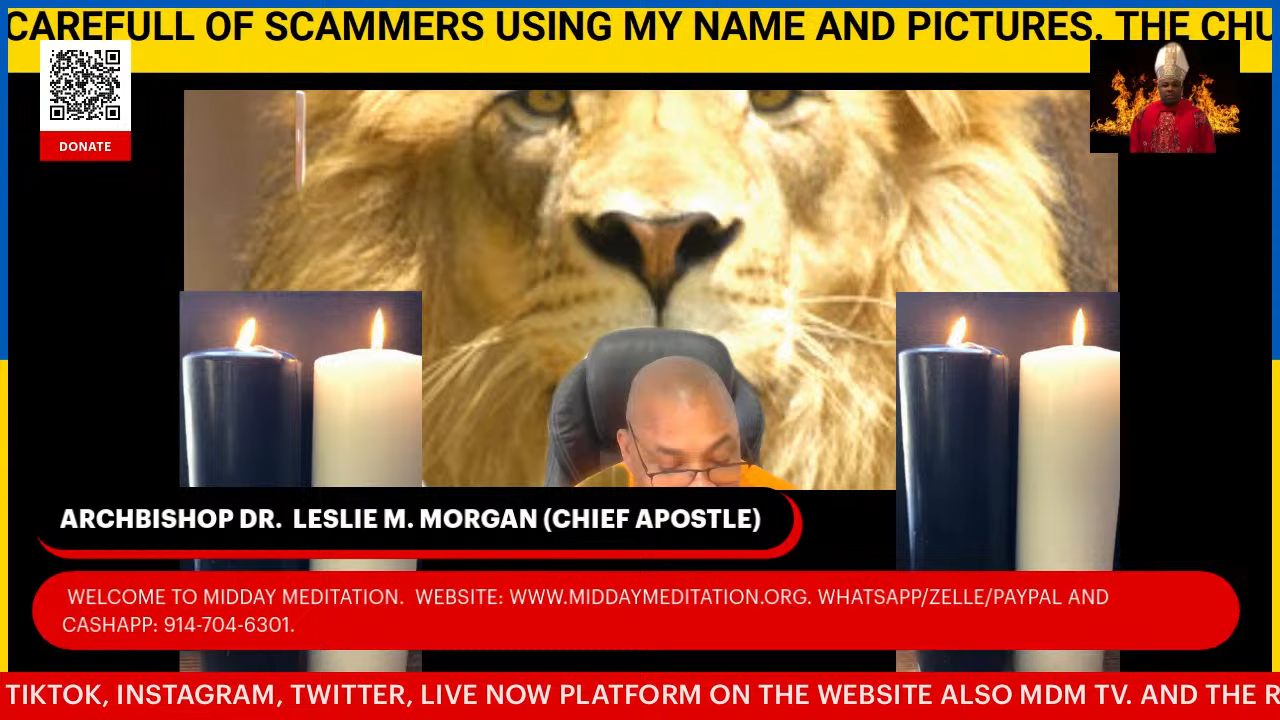 CAREFULL OF SCAMMERS USING MY NAME AND PICTURES. THE CHU
DONATE
ARCHBISHOP DR. LESLIE M. MORGAN (CHIEF APOSTLE)
WELCOME TO MIDDAY MEDITATION. WEBSITE: WWW.MIDDAYMEDITATION.ORG. WHATSAPP/ZELLE/PAYPAL AND
CASHAPP: 914-704-6301.
TIKTOK, INSTAGRAM, TWITTER, LIVE NOW PLATFORM ON THE WEBSITE ALSO MDM TV. AND THE R